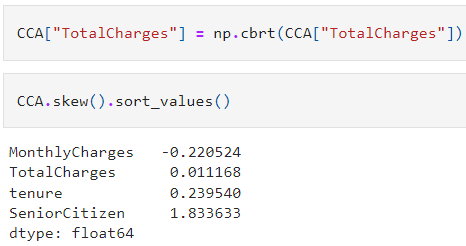 CCA["TotalCharges"] = np.cbrt(CCA["TotalCharges"])
CCA.skew().sort_values()
MonthlyCharges   -0.220524
TotalCharges      0.011168
tenure            0.239540
SeniorCitizen     1.833633
dtype: float64